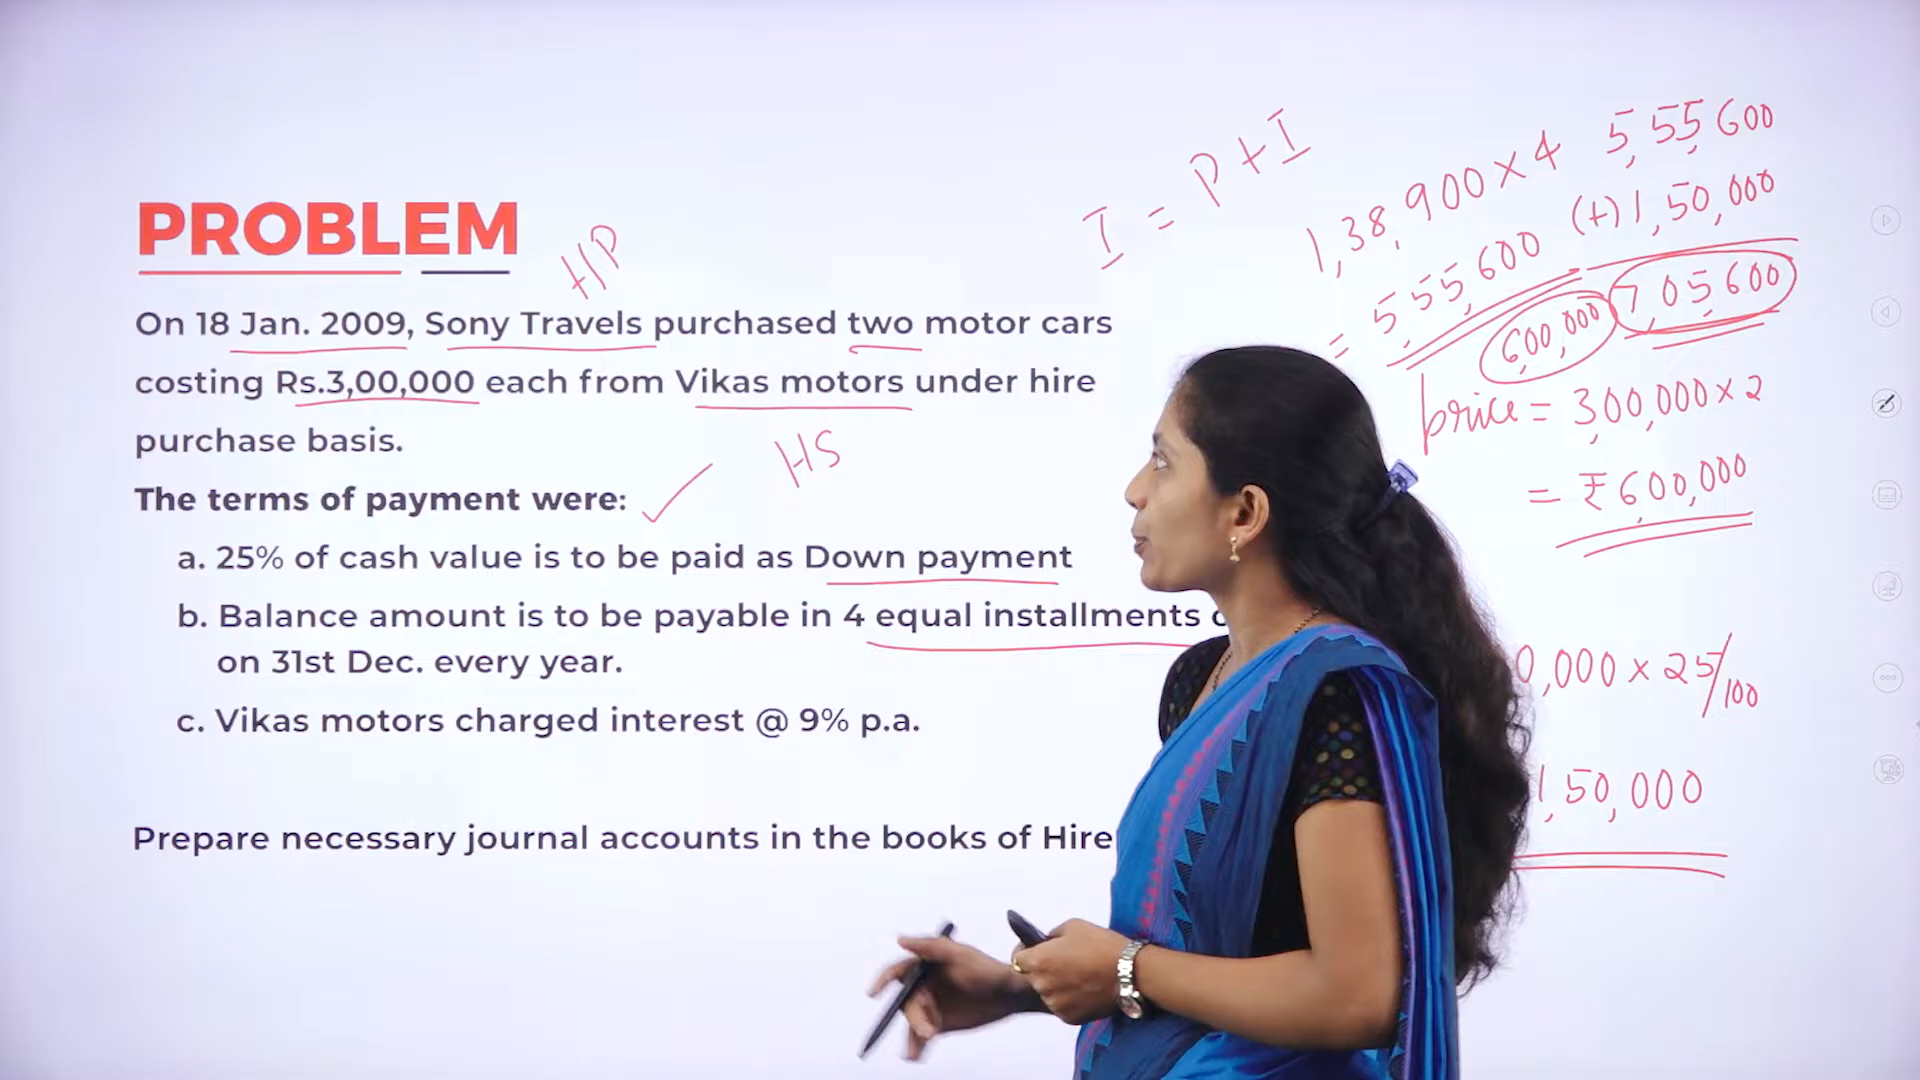 PROBLEM
HP
On 18 Jan. 2009, Sony Travels purchased two motor cars
costing Rs.3,00,000 each from Vikas motors under hire
purchase basis.
HS
The terms of payment were:
a. 25% of cash value is to be paid as Down payment
b. Balance amount is to be payable in 4 equal installments
on 31st Dec. every year.
c. Vikas motors charged interest @ 9% p.a.
Prepare necessary journal accounts in the books of Hire
I = P + I
1,38,900 × 4
= 5,55,600
5,55,600
(+) 1,50,000
7,05,600
600,000
price = 3,00,000 × 2
= ₹ 6,00,000
0,000 × 25/100
1,50,000